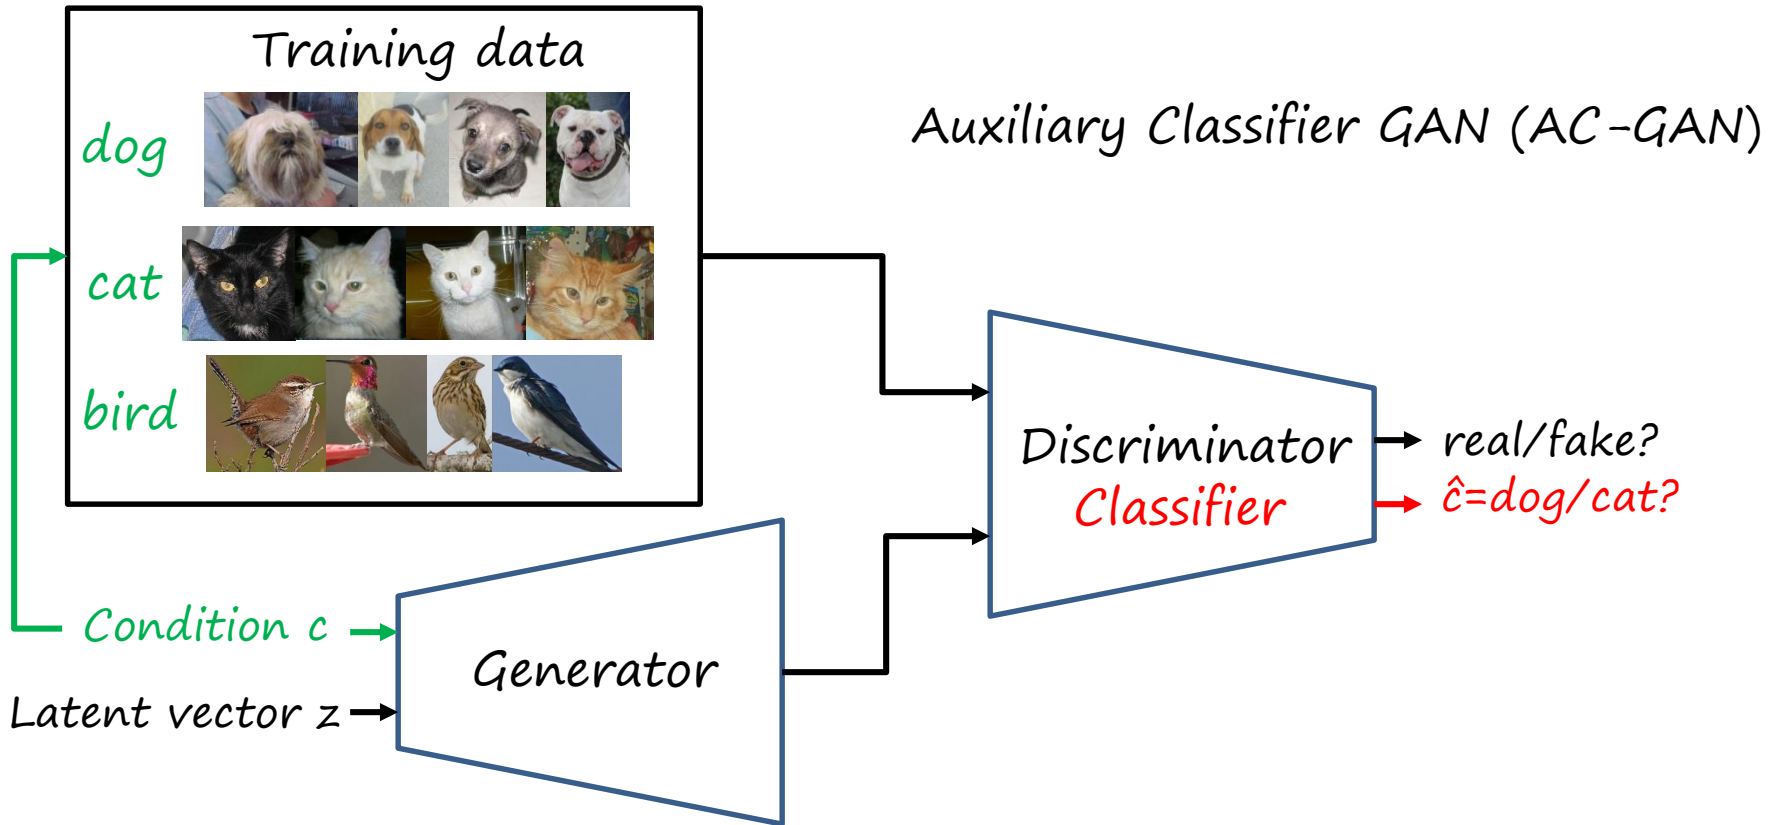 Training data
dog
cat
bird
Auxiliary Classifier GAN (AC-GAN)
Discriminator
Classifier
real/fake?
ĉ=dog/cat?
Condition c
Latent vector z
Generator